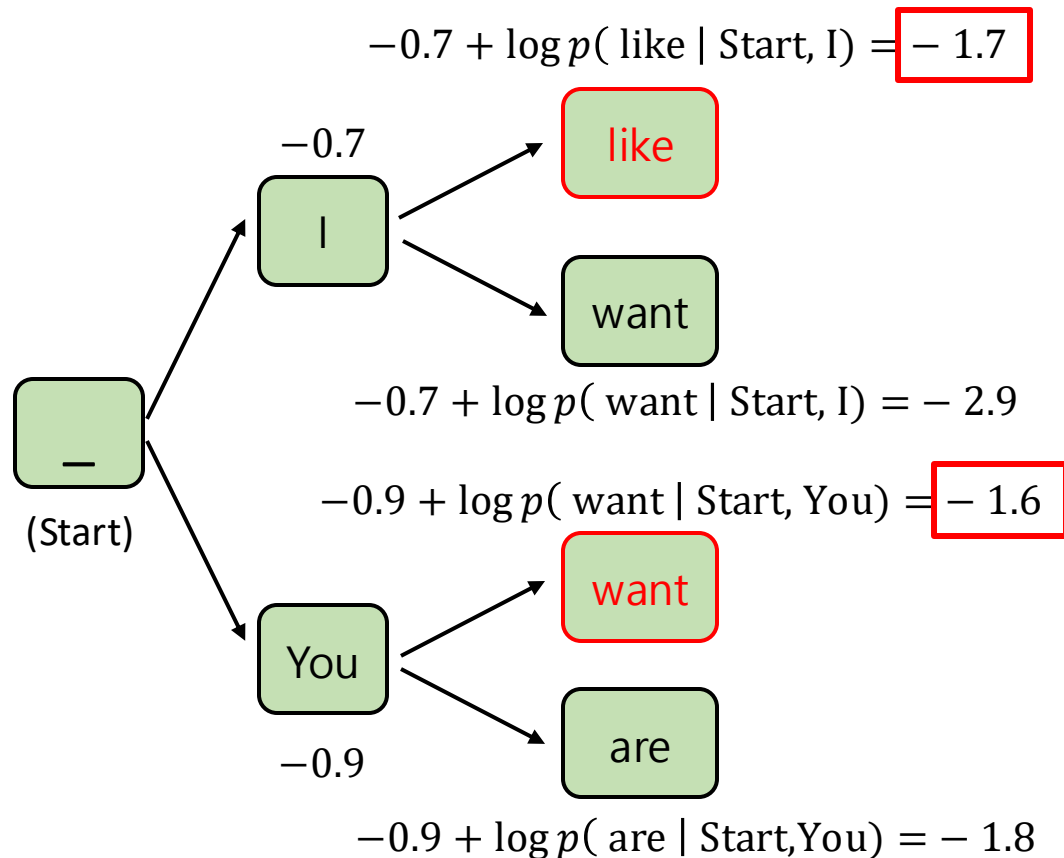 −0.7 + log p( like | Start, I) = − 1.7
−0.7
like
I
want
−0.7 + log p( want | Start, I) = − 2.9
_
−0.9 + log p( want | Start, You) = − 1.6
(Start)
want
You
are
−0.9
−0.9 + log p( are | Start,You) = − 1.8